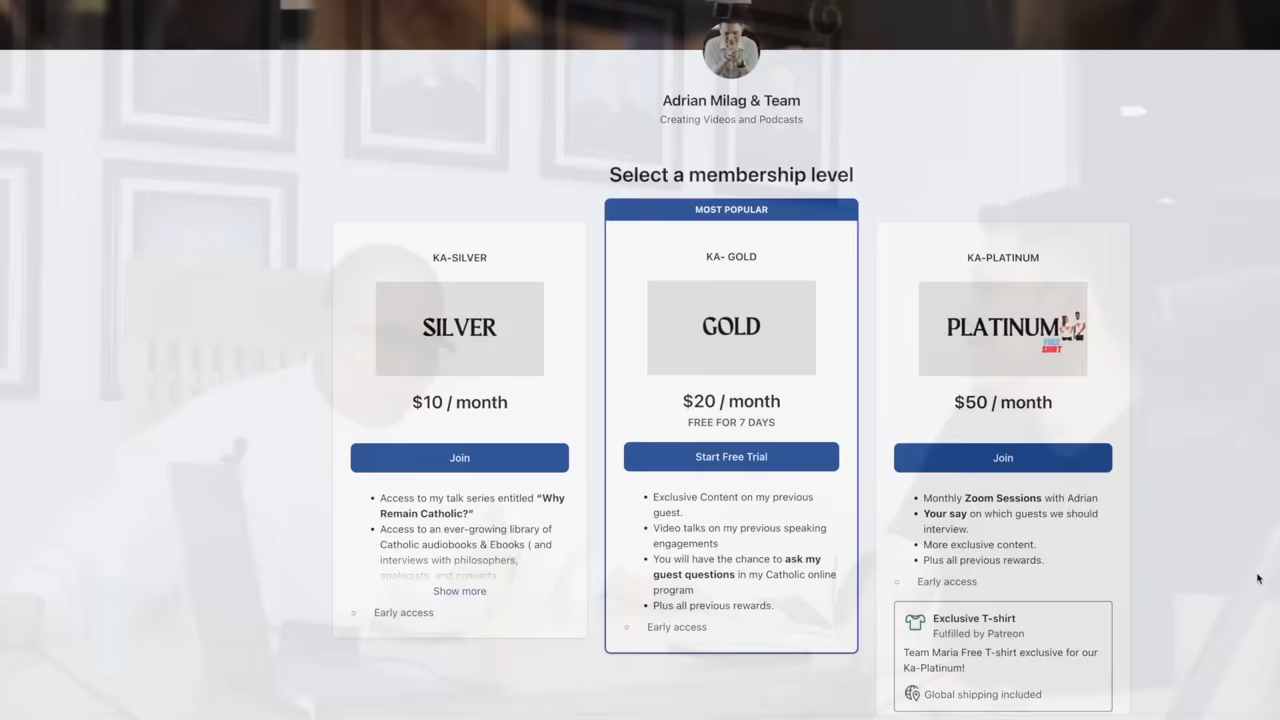 Adrian Milag & Team
Creating Videos and Podcasts
Select a membership level
MOST POPULAR
KA-SILVER
SILVER
$10 / month
Join
• Access to my talk series entitled “Why
Remain Catholic?”
• Access to an ever-growing library of
Catholic audiobooks & Ebooks ( and
interviews with philosophers,
apologists, and converts
Show more
Early access
KA- GOLD
GOLD
$20 / month
FREE FOR 7 DAYS
Start Free Trial
• Exclusive Content on my previous
guest.
• Video talks on my previous speaking
engagements
• You will have the chance to ask my
guest questions in my Catholic online
program
• Plus all previous rewards.
Early access
KA-PLATINUM
PLATINUM
FREE
SHIRT
$50 / month
Join
• Monthly Zoom Sessions with Adrian
• Your say on which guests we should
interview.
• More exclusive content.
• Plus all previous rewards.
Early access
Exclusive T-shirt
Fulfilled by Patreon
Team Maria Free T-shirt exclusive for our
Ka-Platinum!
Global shipping included